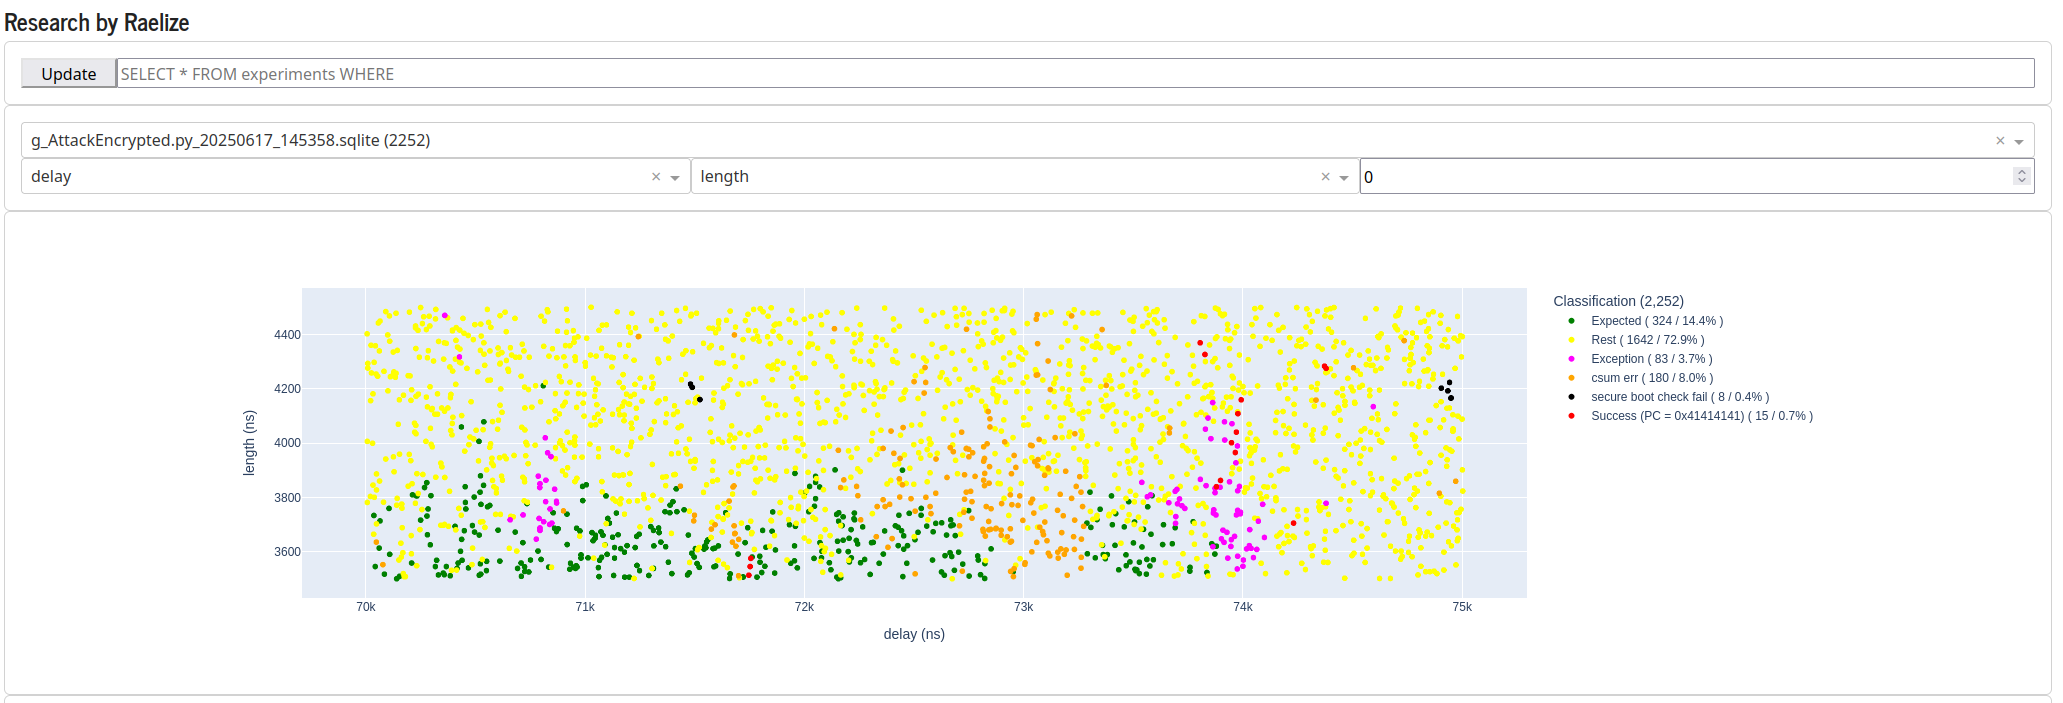 Research by Raelize
Update SELECT * FROM experiments WHERE
g_AttackEncrypted.py_20250617_145358.sqlite (2252)
delay length 0
Classification (2,252)
Expected ( 324 / 14.4% )
Rest ( 1642 / 72.9% )
Exception ( 83 / 3.7% )
csum err ( 180 / 8.0% )
secure boot check fail ( 8 / 0.4% )
Success (PC = 0x41414141) ( 15 / 0.7% )
length (ns)
4400
4200
4000
3800
3600
70k 71k 72k 73k 74k 75k
delay (ns)